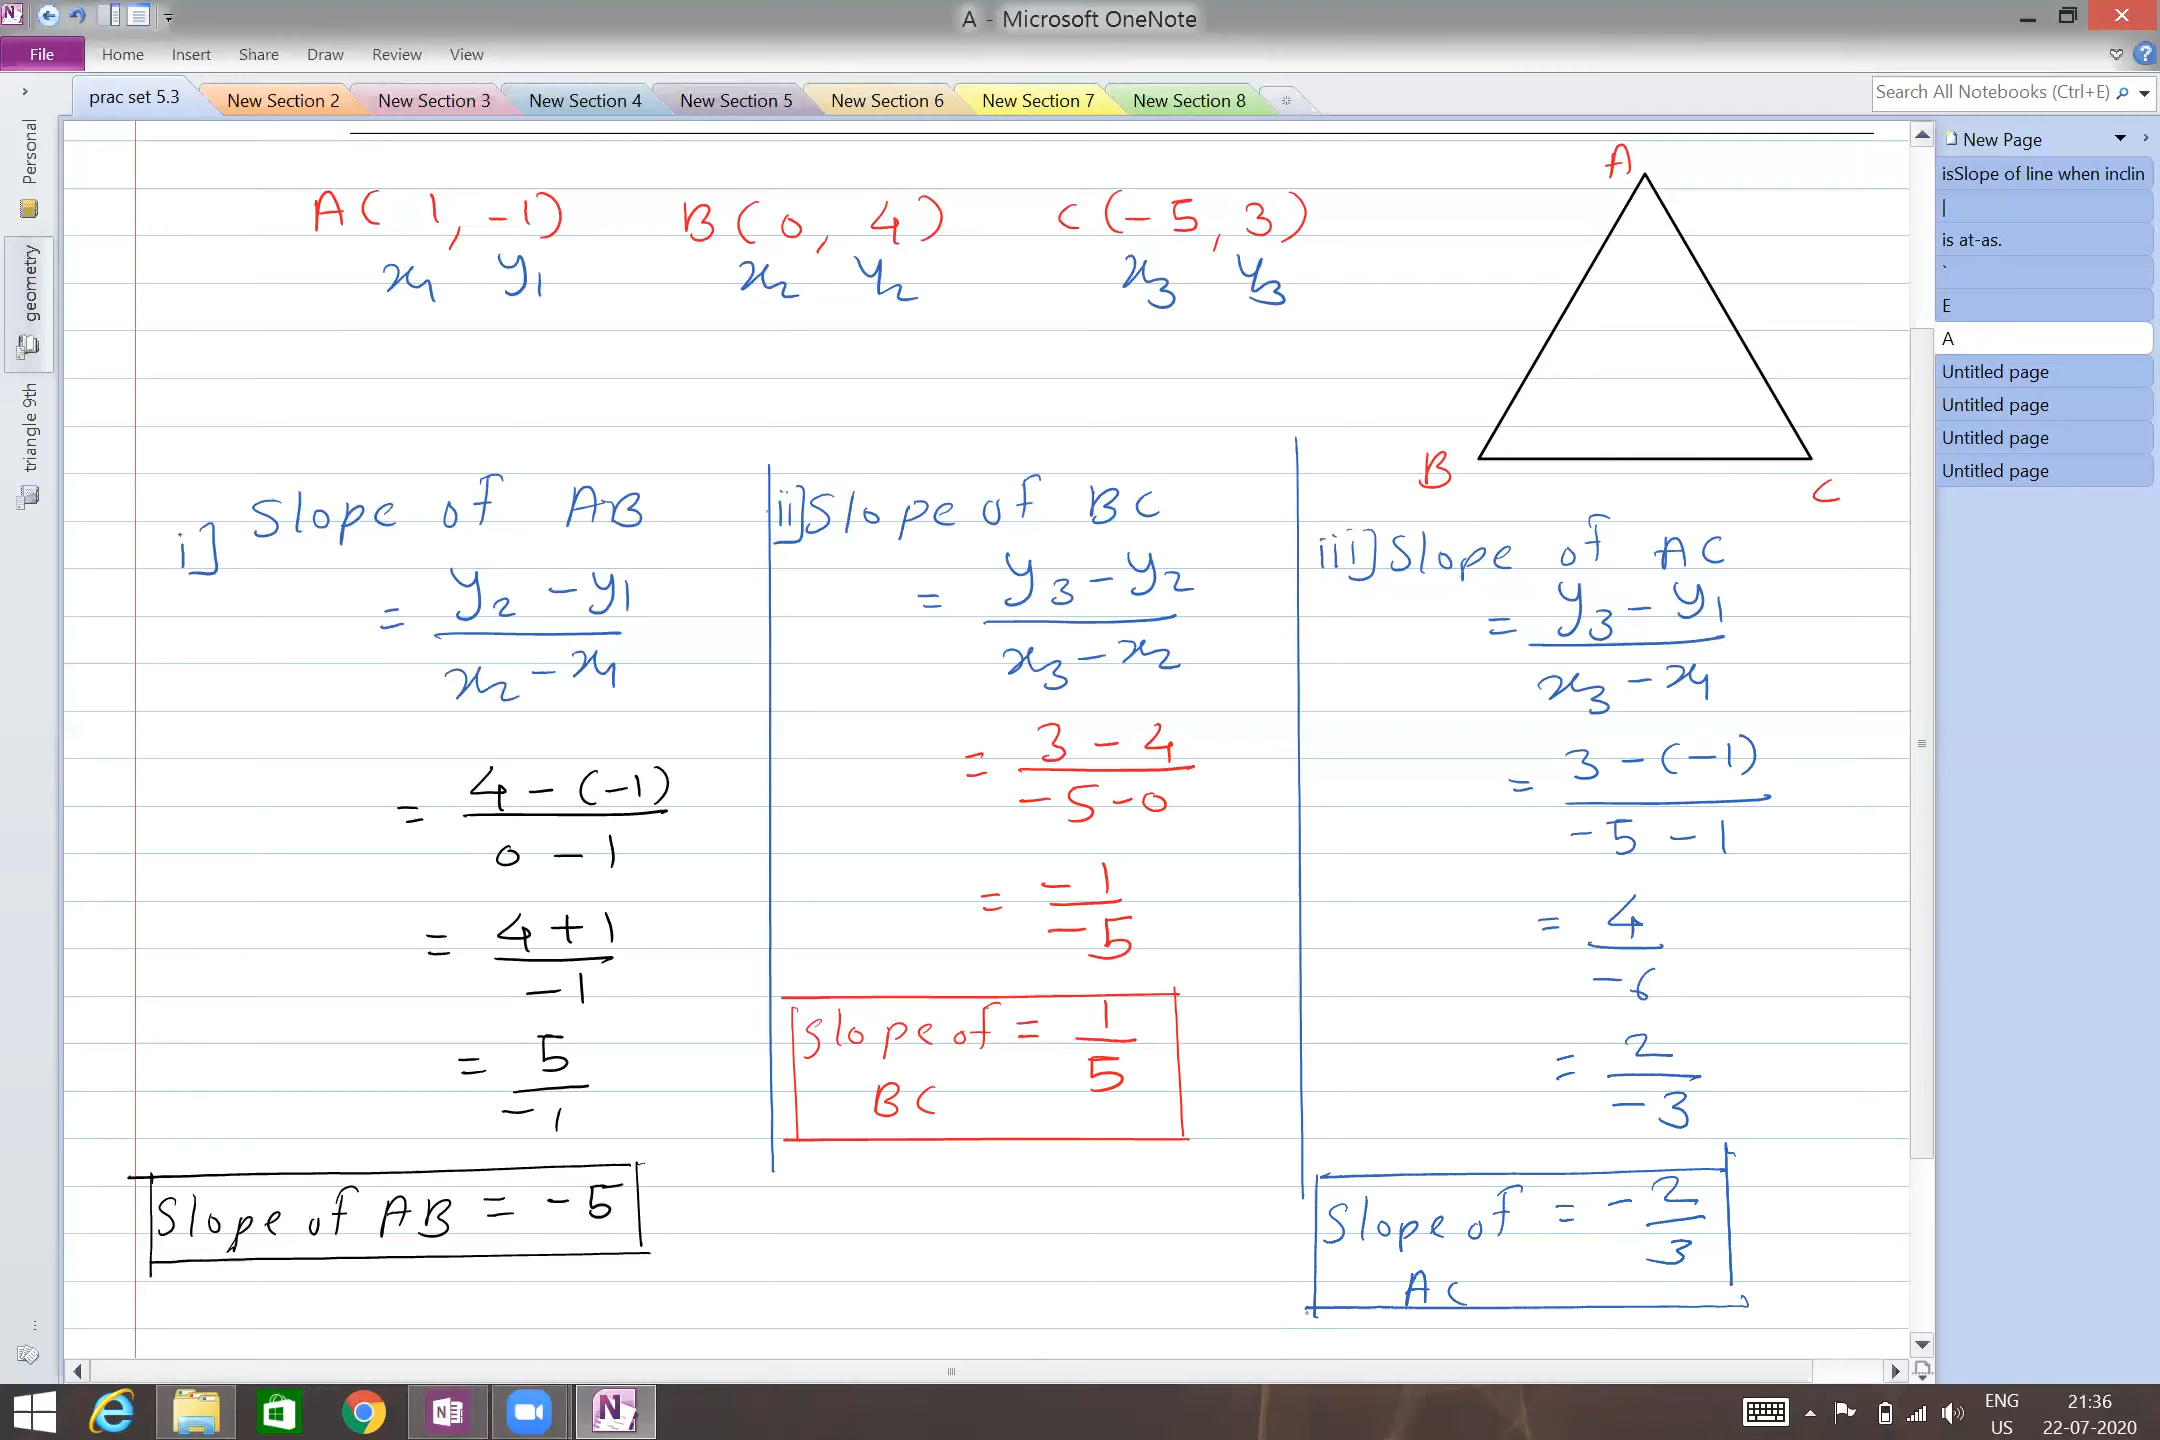 A - Microsoft OneNote
File Home Insert Share Draw Review View
prac set 5.3 New Section 2 New Section 3 New Section 4 New Section 5 New Section 6 New Section 7 New Section 8
Search All Notebooks (Ctrl+E)
Personal
geometry
triangle 9th
New Page
isSlope of line when inclin
|
is at-as.
`
E
A
Untitled page
Untitled page
Untitled page
Untitled page
A( 1, -1) B( 0, 4) C(-5, 3)
x₁ y₁ x₂ y₂ x₃ y₃
A
B
C
i] Slope of AB
= (y₂ - y₁) / (x₂ - x₁)
= (4 - (-1)) / (0 - 1)
= (4 + 1) / (-1)
= 5 / -1
Slope of AB = -5
ii] Slope of BC
= (y₃ - y₂) / (x₃ - x₂)
= (3 - 4) / (-5 - 0)
= -1 / -5
Slope of BC = 1/5
iii] Slope of AC
= (y₃ - y₁) / (x₃ - x₁)
= (3 - (-1)) / (-5 - 1)
= 4 / -6
= 2 / -3
Slope of AC = -2/3
ENG
US
21:36
22-07-2020